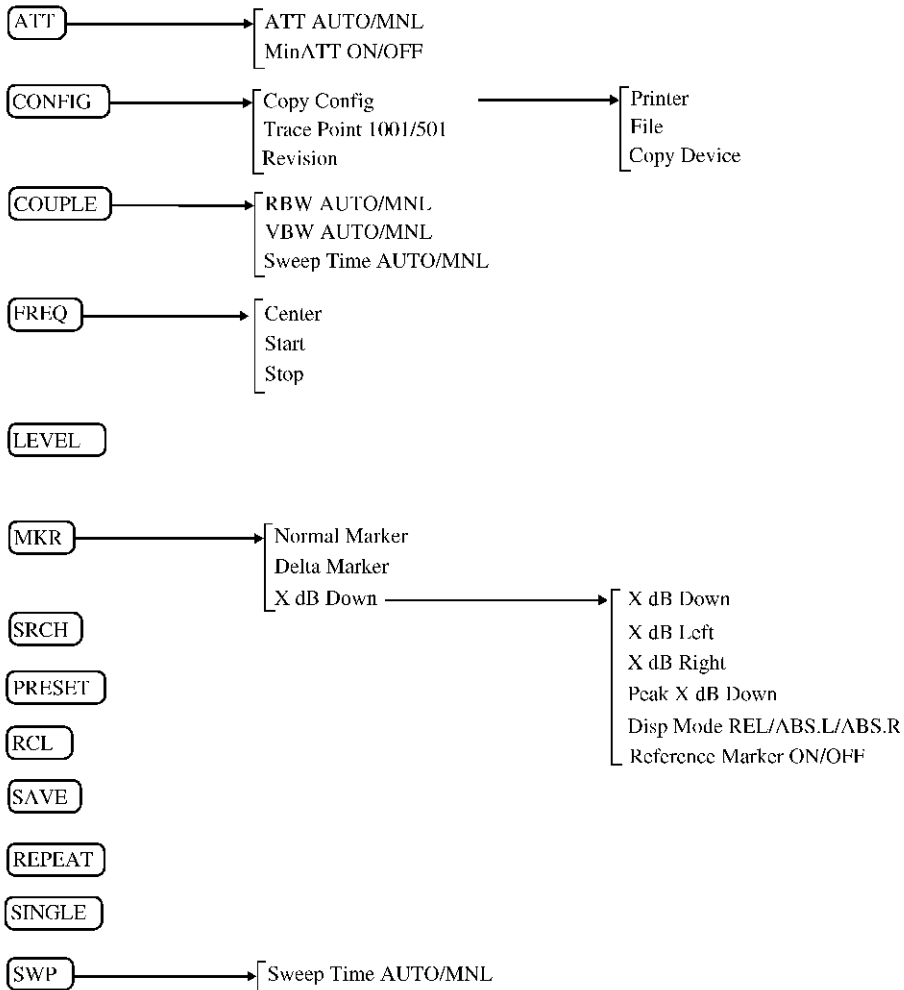 ATT
ATT AUTO/MNL
MinATT ON/OFF
CONFIG
Copy Config
Trace Point 1001/501
Revision
Printer
File
Copy Device
COUPLE
RBW AUTO/MNL
VBW AUTO/MNL
Sweep Time AUTO/MNL
FREQ
Center
Start
Stop
LEVEL
MKR
Normal Marker
Delta Marker
X dB Down
X dB Down
X dB Left
X dB Right
Peak X dB Down
Disp Mode REL/ABS.L/ABS.R
Reference Marker ON/OFF
SRCH
PRESET
RCL
SAVE
REPEAT
SINGLE
SWP
Sweep Time AUTO/MNL